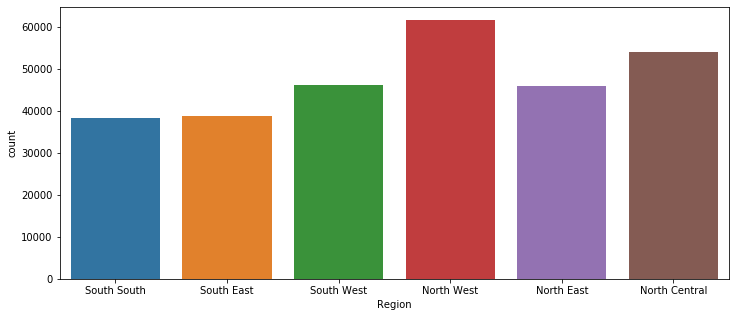 60000
50000
40000
30000
20000
10000
0
count
South South South East South West North West North East North Central
Region